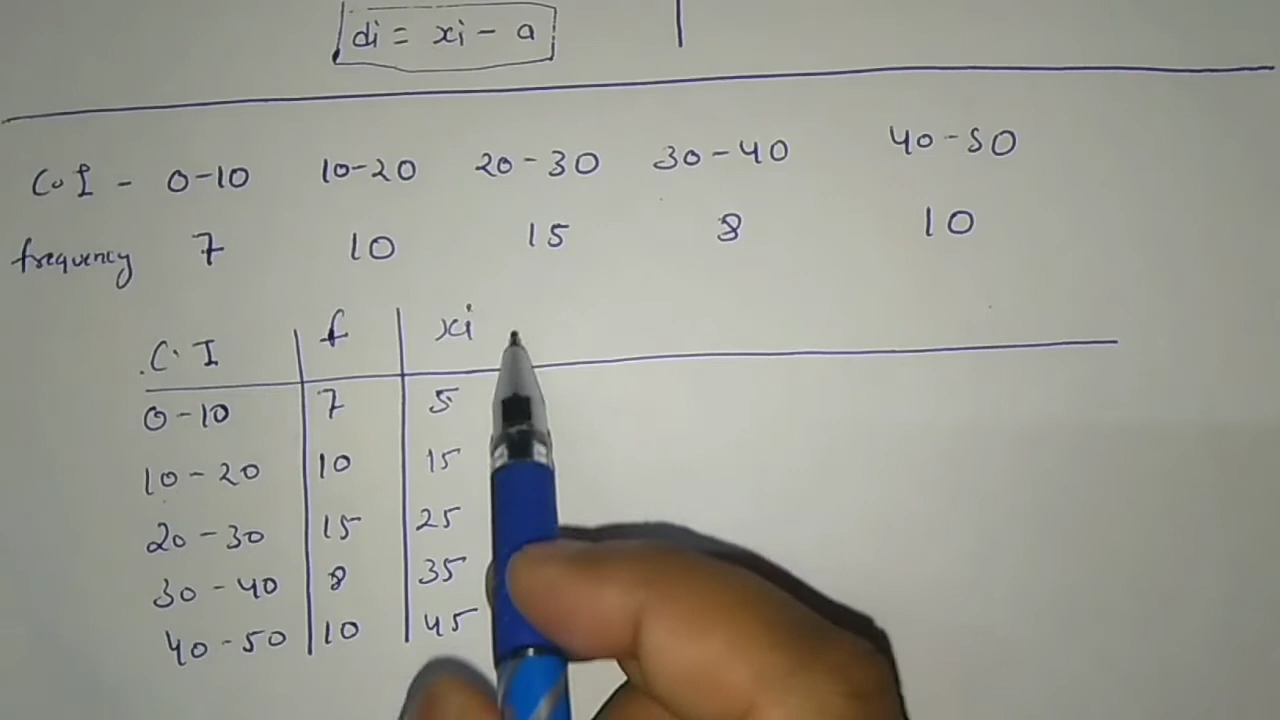 di = xi - a
C.I - 0-10 10-20 20-30 30-40 40-50
frequency 7 10 15 8 10
C.I f xi
0-10 7 5
10-20 10 15
20-30 15 25
30-40 8 35
40-50 10 45